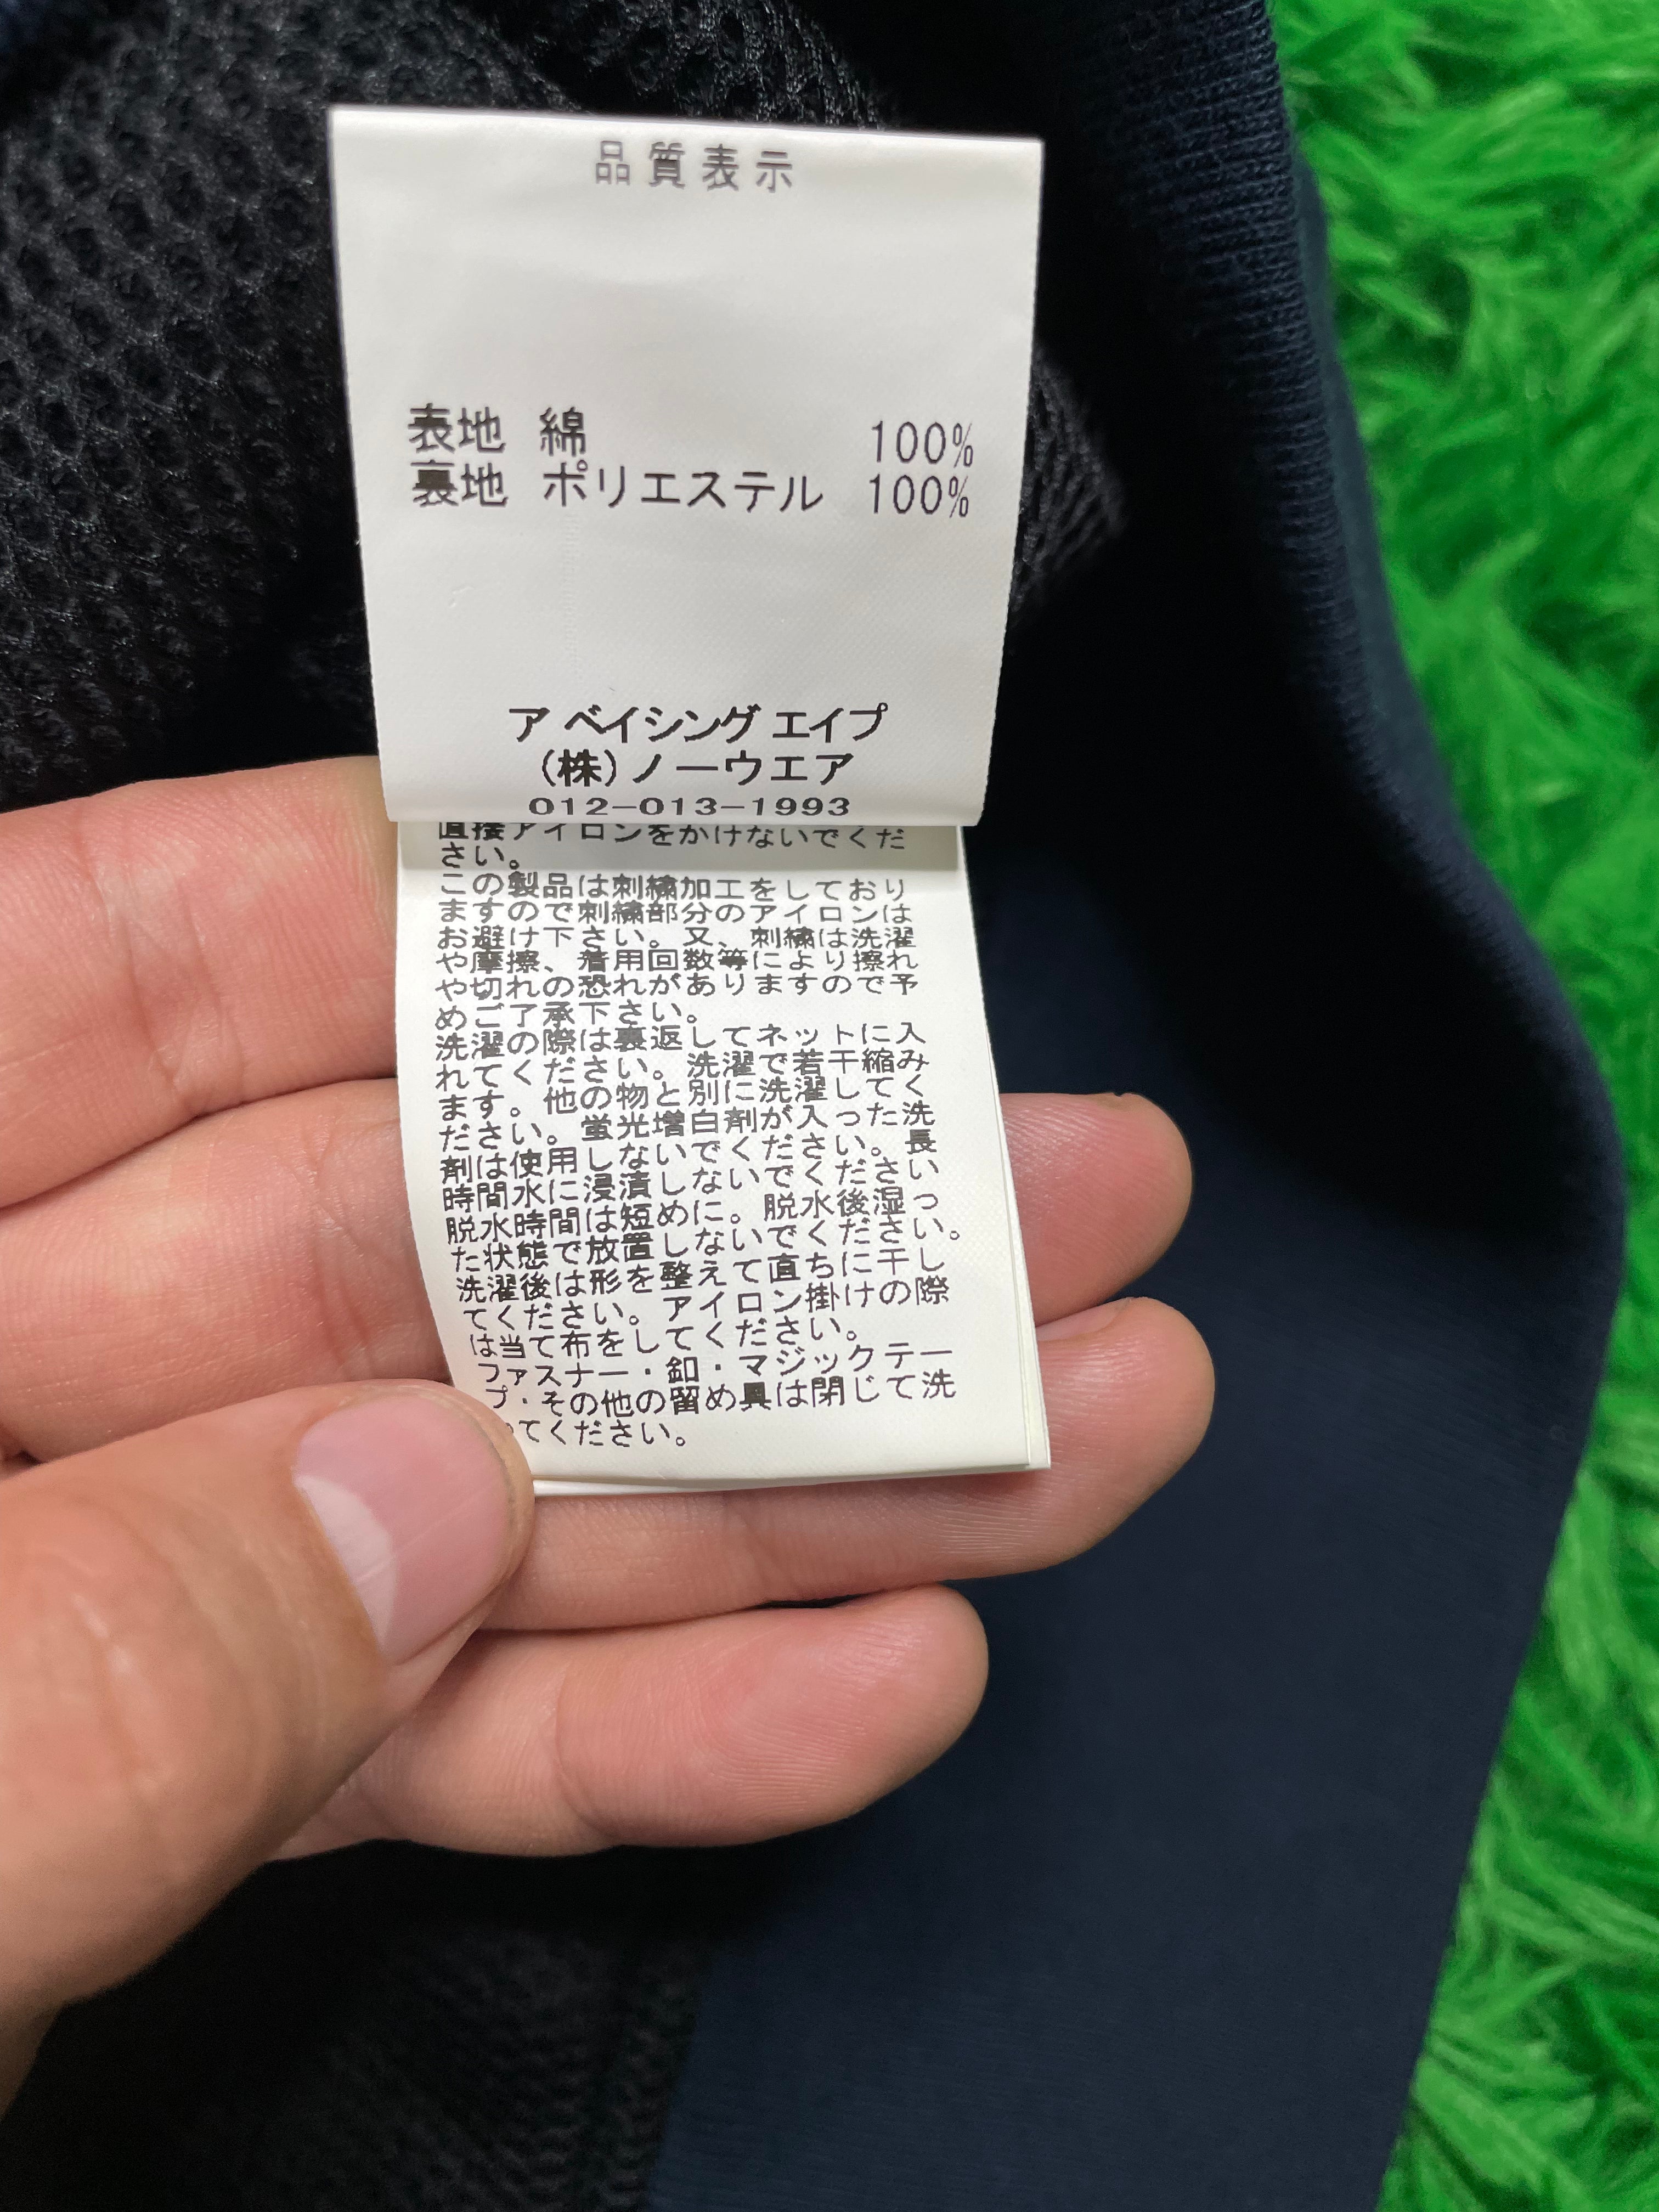 品質表示
表地 綿 100%
裏地 ポリエステル 100%
ア ベイシング エイプ
(株)ノーウエア
012-013-1993
直接アイロンをかけないでくだ
さい。
この製品は刺繍加工をしており
ますので刺繍部分のアイロンは
お避け下さい。又、刺繍は洗濯
や摩擦、着用回数等により擦れ
や切れの恐れがありますので予
めご了承下さい。
洗濯の際は裏返してネットに入
れてください。洗濯で若干縮み
ます。他の物と別に洗濯してく
ださい。蛍光増白剤が入った洗
剤は使用しないでください。長
時間水に浸漬しないでください
脱水時間は短めに。脱水後湿っ
た状態で放置しないでください。
洗濯後は形を整えて直ちに干し
てください。アイロン掛けの際
は当て布をしてください。
ファスナー・釦・マジックテー
プ・その他の留め具は閉じて洗
てください。